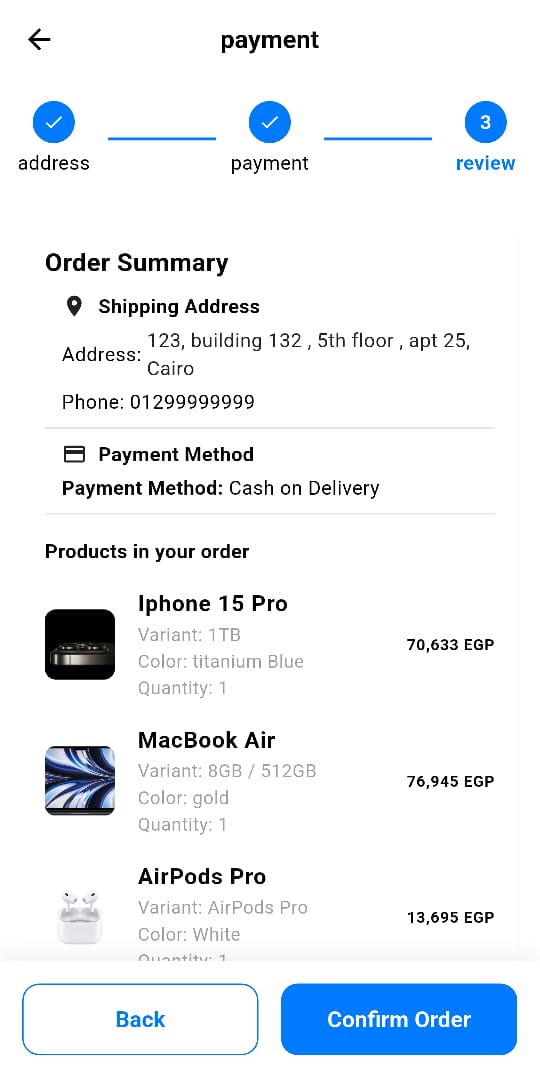 payment
3
address
payment
review
Order Summary
Shipping Address
Address: 123, building 132 , 5th floor , apt 25,
Cairo
Phone: 01299999999
Payment Method
Payment Method: Cash on Delivery
Products in your order
Iphone 15 Pro
Variant: 1TB
Color: titanium Blue
Quantity: 1
70,633 EGP
MacBook Air
Variant: 8GB / 512GB
Color: gold
Quantity: 1
76,945 EGP
AirPods Pro
Variant: AirPods Pro
Color: White
Quantity: 1
13,695 EGP
Back
Confirm Order